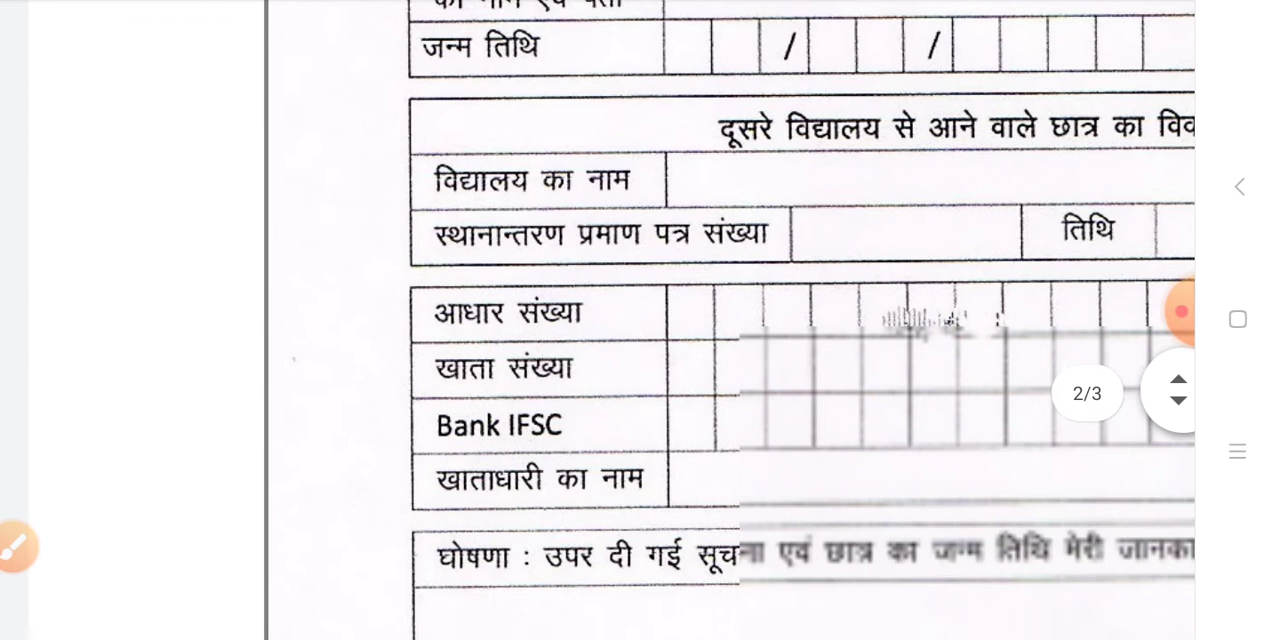 जन्म तिथि / /
दूसरे विद्यालय से आने वाले छात्र का
विद्यालय का नाम
स्थानान्तरण प्रमाण पत्र संख्या तिथि
आधार संख्या
खाता संख्या
2/3
Bank IFSC
खाताधारी का नाम
घोषणा : उपर दी गई सूचना एवं छात्र का जन्म तिथि मेरी